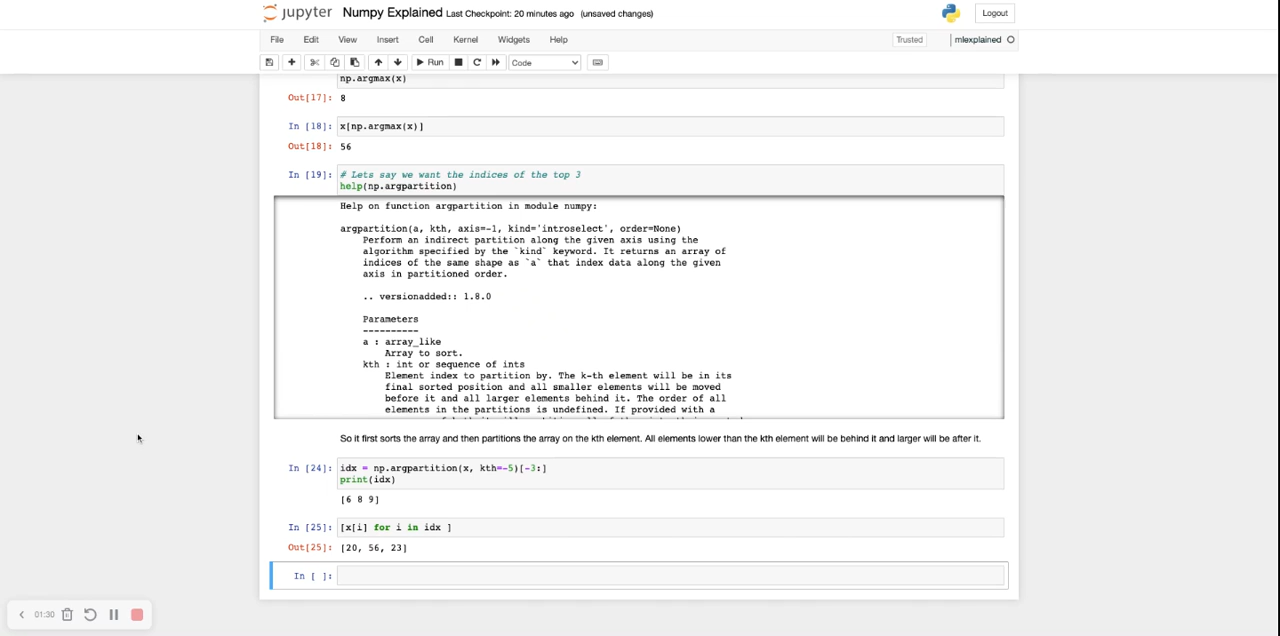 jupyter Numpy Explained Last Checkpoint: 20 minutes ago (unsaved changes) Logout
File Edit View Insert Cell Kernel Widgets Help Trusted mlexplained
Run Code
np.argmax(x)
Out[17]: 8
In [18]: x[np.argmax(x)]
Out[18]: 56
In [19]: # Lets say we want the indices of the top 3
help(np.argpartition)
Help on function argpartition in module numpy:
argpartition(a, kth, axis=-1, kind='introselect', order=None)
Perform an indirect partition along the given axis using the
algorithm specified by the `kind` keyword. It returns an array of
indices of the same shape as `a` that index data along the given
axis in partitioned order.
.. versionadded:: 1.8.0
Parameters
----------
a : array_like
Array to sort.
kth : int or sequence of ints
Element index to partition by. The k-th element will be in its
final sorted position and all smaller elements will be moved
before it and all larger elements behind it. The order of all
elements in the partitions is undefined. If provided with a
So it first sorts the array and then partitions the array on the kth element. All elements lower than the kth element will be behind it and larger will be after it.
In [24]: idx = np.argpartition(x, kth=-5)[-3:]
print(idx)
[6 8 9]
In [25]: [x[i] for i in idx ]
Out[25]: [20, 56, 23]
In [ ]:
01:30